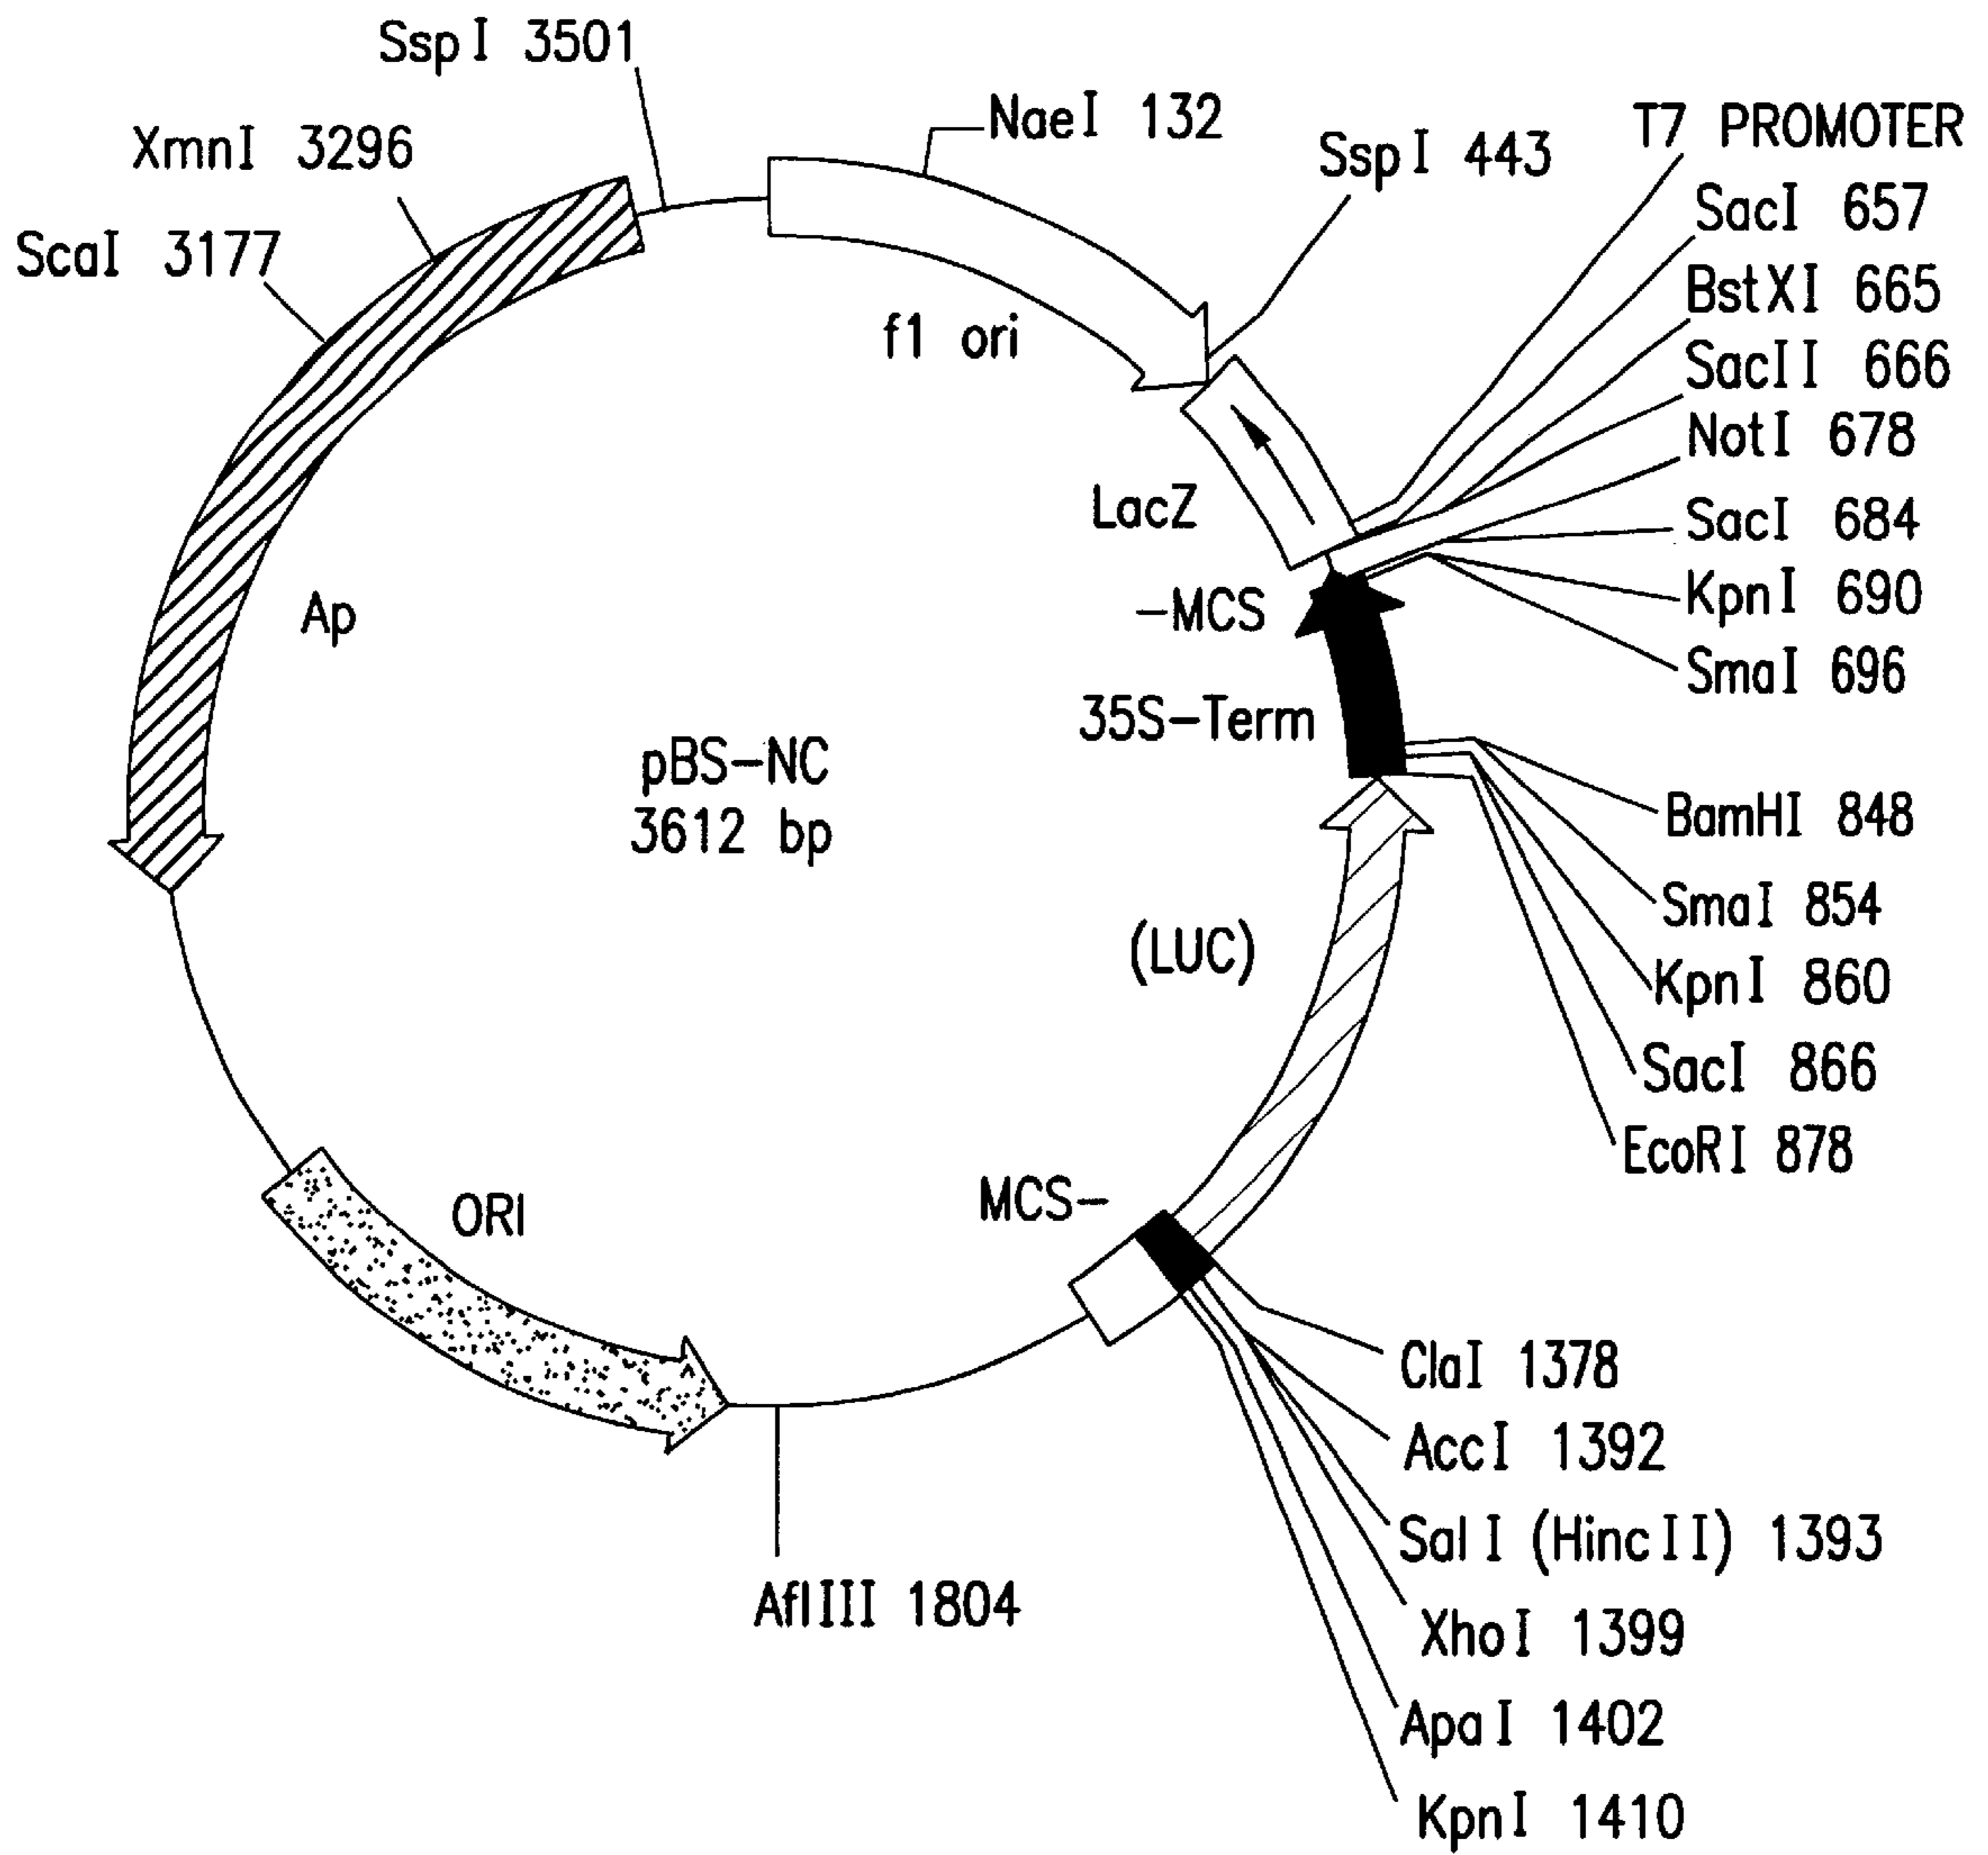 SspI 3501
XmnI 3296
ScaI 3177
NaeI 132
SspI 443
T7 PROMOTER
SacI 657
BstXI 665
SacII 666
NotI 678
SacI 684
KpnI 690
SmaI 696
f1 ori
LacZ
-MCS
35S-Term
Ap
pBS-NC
3612 bp
BamHI 848
SmaI 854
KpnI 860
SacI 866
EcoRI 878
(LUC)
MCS-
ORI
ClaI 1378
AccI 1392
SalI (HincII) 1393
XhoI 1399
ApaI 1402
KpnI 1410
AflIII 1804